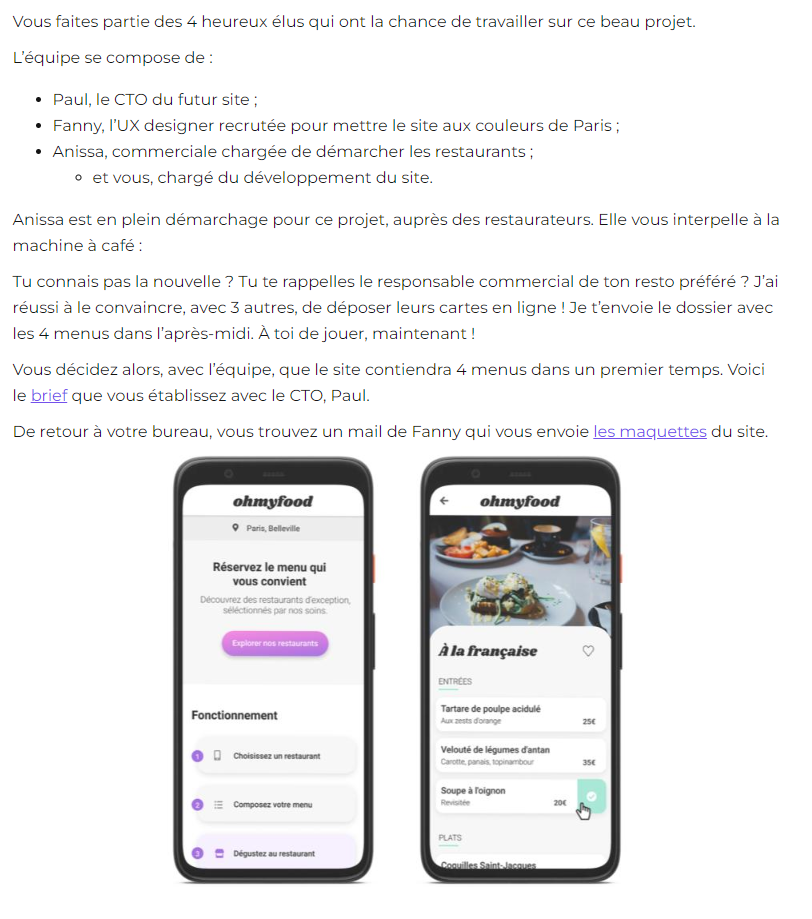 Vous faites partie des 4 heureux élus qui ont la chance de travailler sur ce beau projet.
L’équipe se compose de :
Paul, le CTO du futur site ;
Fanny, l’UX designer recrutée pour mettre le site aux couleurs de Paris ;
Anissa, commerciale chargée de démarcher les restaurants ;
et vous, chargé du développement du site.
Anissa est en plein démarchage pour ce projet, auprès des restaurateurs. Elle vous interpelle à la
machine à café :
Tu connais pas la nouvelle ? Tu te rappelles le responsable commercial de ton resto préféré ? J’ai
réussi à le convaincre, avec 3 autres, de déposer leurs cartes en ligne ! Je t’envoie le dossier avec
les 4 menus dans l’après-midi. À toi de jouer, maintenant !
Vous décidez alors, avec l’équipe, que le site contiendra 4 menus dans un premier temps. Voici
le brief que vous établissez avec le CTO, Paul.
De retour à votre bureau, vous trouvez un mail de Fanny qui vous envoie les maquettes du site.
ohmyfood
Paris, Belleville
Réservez le menu qui
vous convient
Découvrez des restaurants d'exception,
séléctionnés par nos soins.
Explorer nos restaurants
Fonctionnement
1 Choisissez un restaurant
2 Composez votre menu
3 Dégustez au restaurant
ohmyfood
À la française
ENTRÉES
Tartare de poulpe acidulé
Aux zests d'orange 25€
Velouté de légumes d'antan
Carotte, panais, topinambour 35€
Soupe à l'oignon
Revisitée 20€
PLATS
Coquilles Saint-Jacques